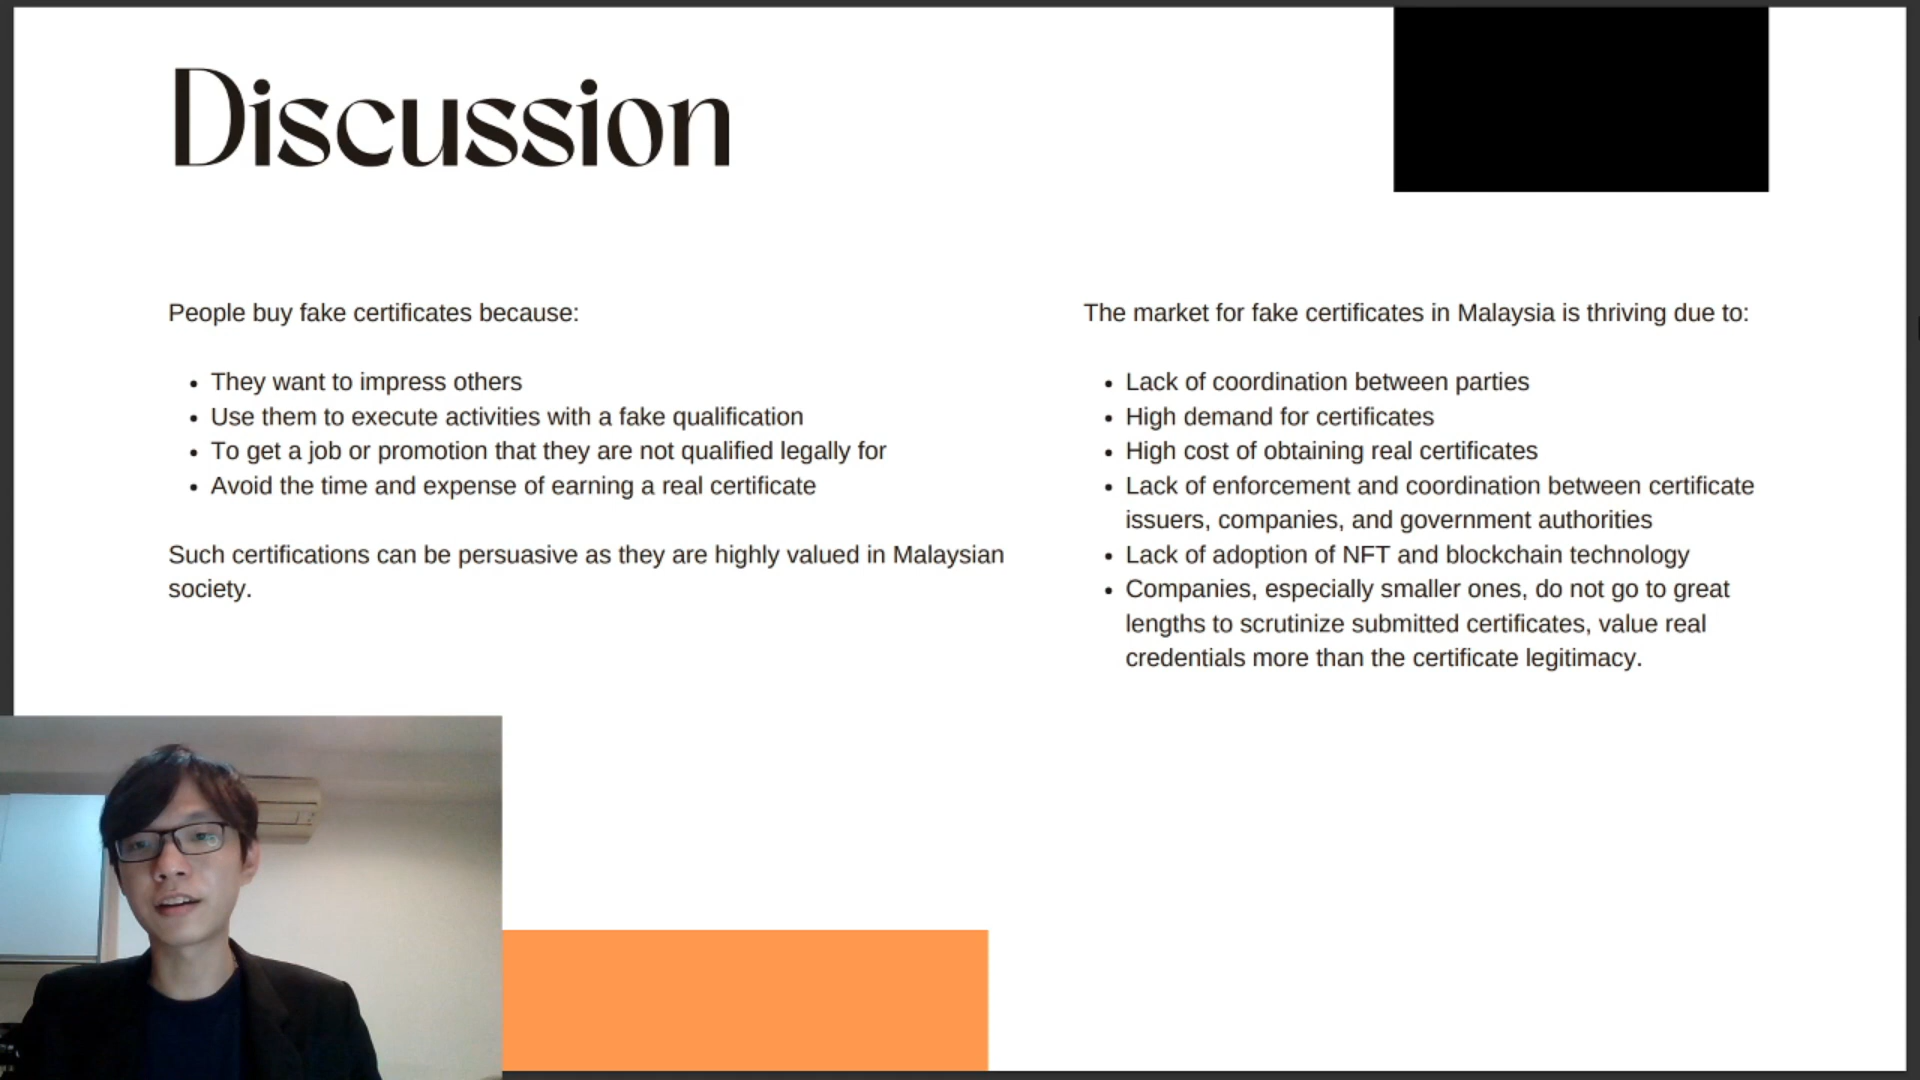 Discussion
People buy fake certificates because:
• They want to impress others
• Use them to execute activities with a fake qualification
• To get a job or promotion that they are not qualified legally for
• Avoid the time and expense of earning a real certificate
Such certifications can be persuasive as they are highly valued in Malaysian
society.
The market for fake certificates in Malaysia is thriving due to:
• Lack of coordination between parties
• High demand for certificates
• High cost of obtaining real certificates
• Lack of enforcement and coordination between certificate
issuers, companies, and government authorities
• Lack of adoption of NFT and blockchain technology
• Companies, especially smaller ones, do not go to great
lengths to scrutinize submitted certificates, value real
credentials more than the certificate legitimacy.